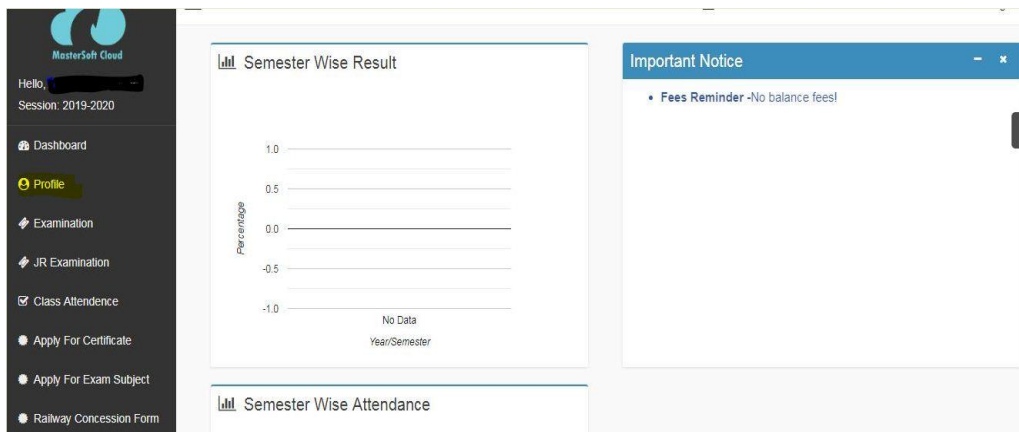 MasterSoft Cloud
Hello,
Session: 2019-2020
Dashboard
Profile
Examination
JR Examination
Class Attendence
Apply For Certificate
Apply For Exam Subject
Railway Concession Form
Semester Wise Result
1.0
0.5
0.0
-0.5
-1.0
Percentage
No Data
Year/Semester
Semester Wise Attendance
Important Notice
Fees Reminder -No balance fees!